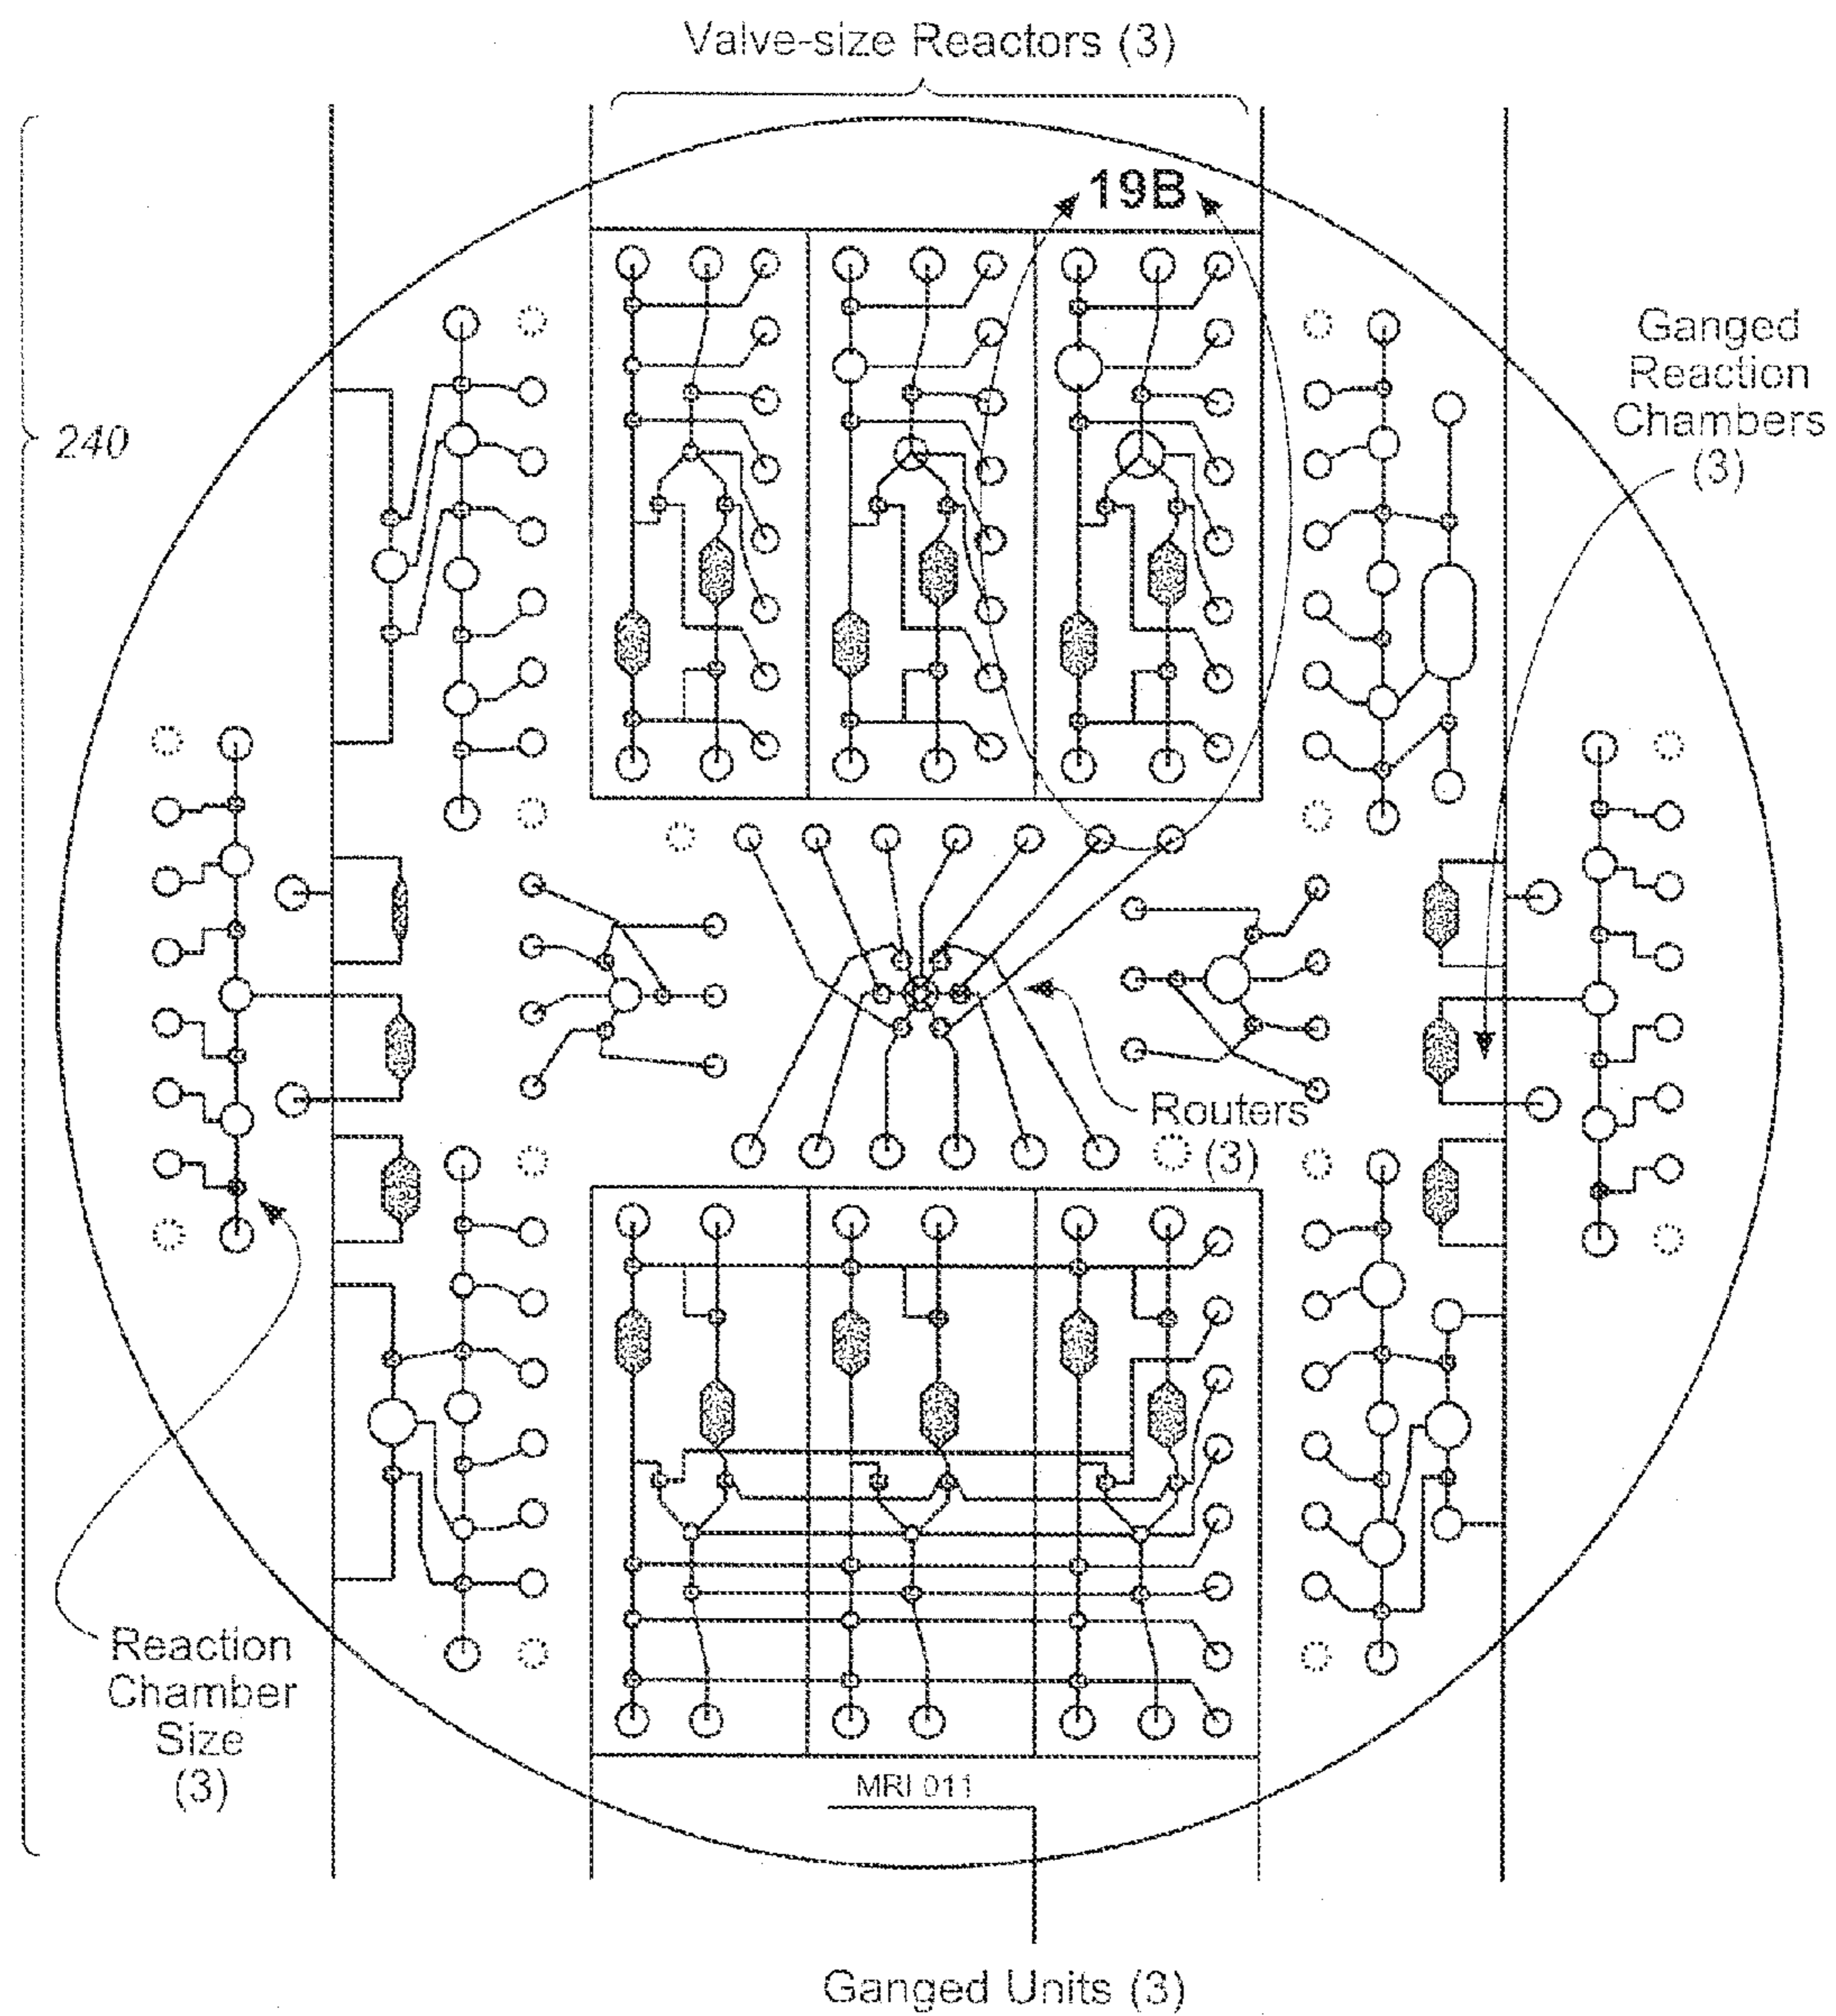 Valve-size Reactors (3)
19B
240
Ganged
Reaction
Chambers
(3)
Routers
(3)
Reaction
Chamber
Size
(3)
MRI 011
Ganged Units (3)